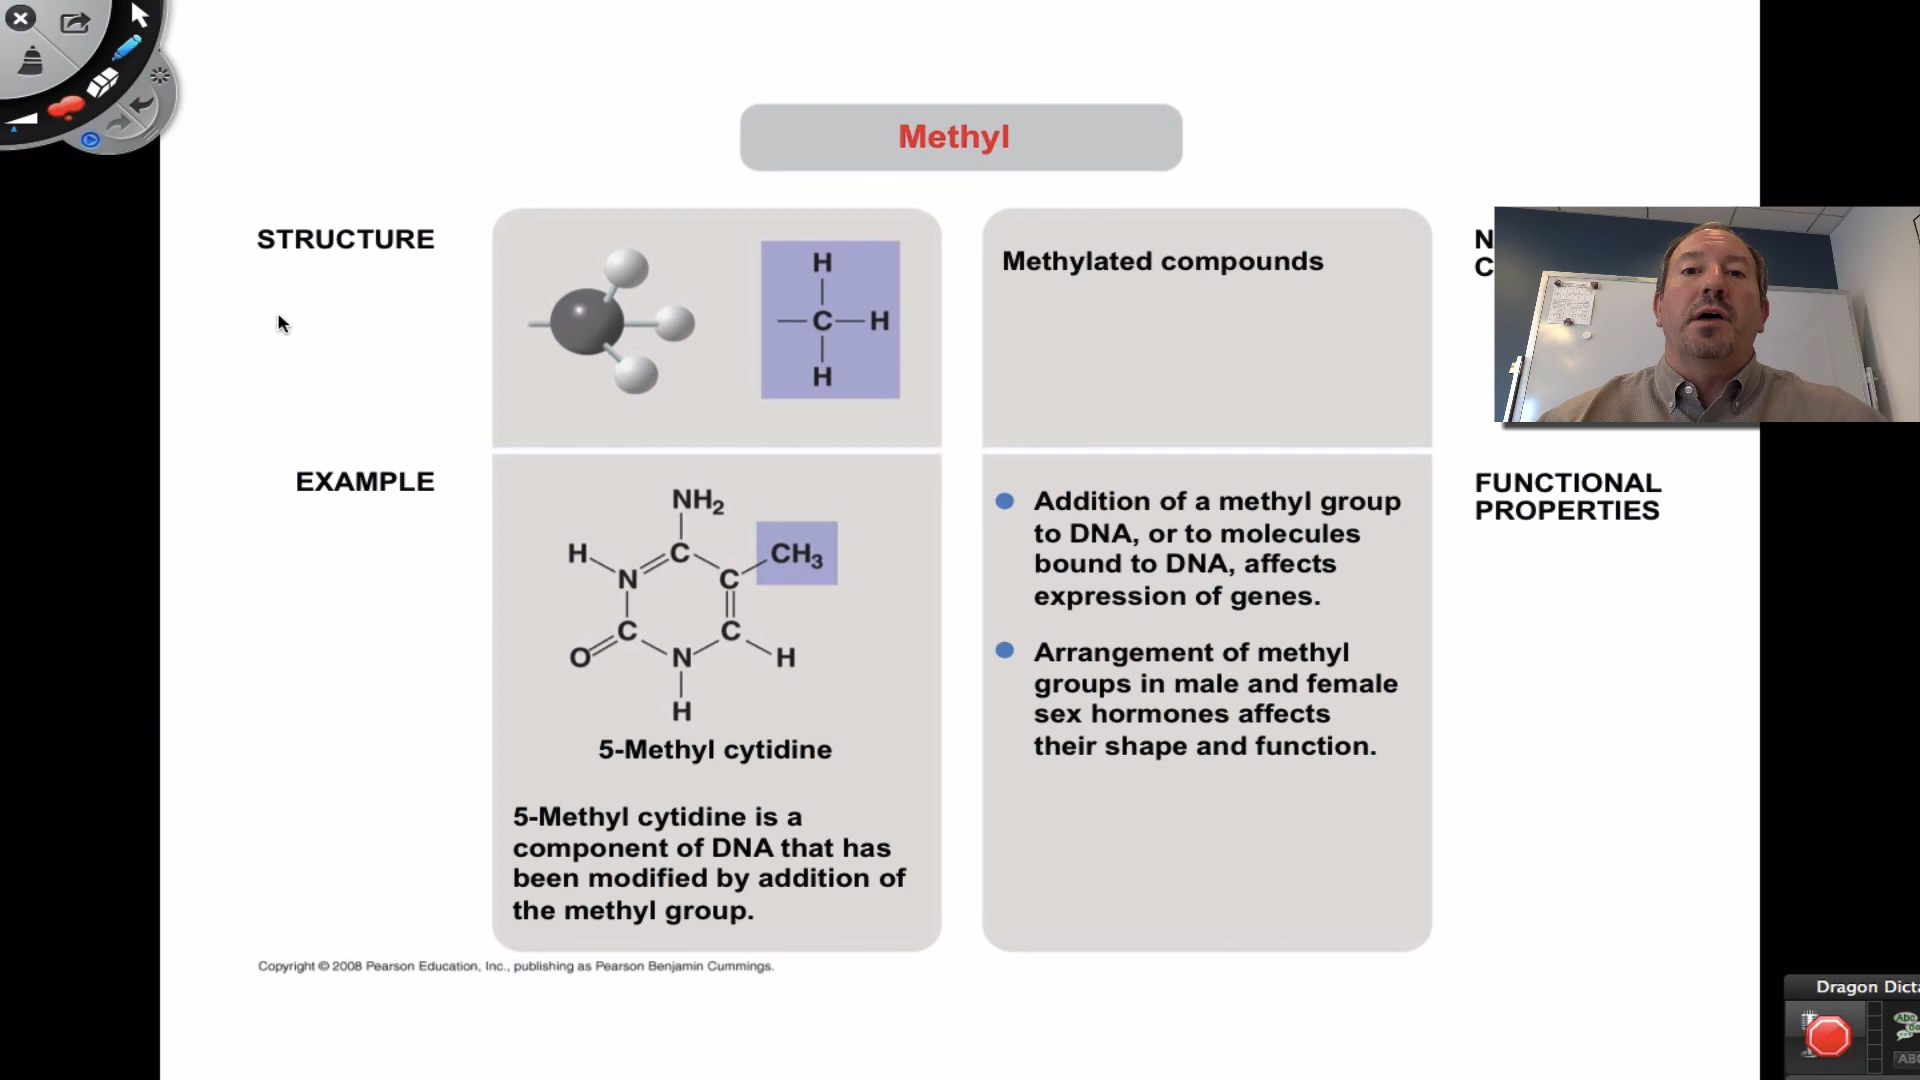 Methyl
STRUCTURE
H
C H
H
Methylated compounds
N
C
EXAMPLE
NH2
H
C
CH3
N
C
C
C
O
N
H
H
5-Methyl cytidine
5-Methyl cytidine is a
component of DNA that has
been modified by addition of
the methyl group.
Addition of a methyl group
to DNA, or to molecules
bound to DNA, affects
expression of genes.
Arrangement of methyl
groups in male and female
sex hormones affects
their shape and function.
FUNCTIONAL
PROPERTIES
Copyright © 2008 Pearson Education, Inc., publishing as Pearson Benjamin Cummings.
Dragon Dicta
Abc
ABC